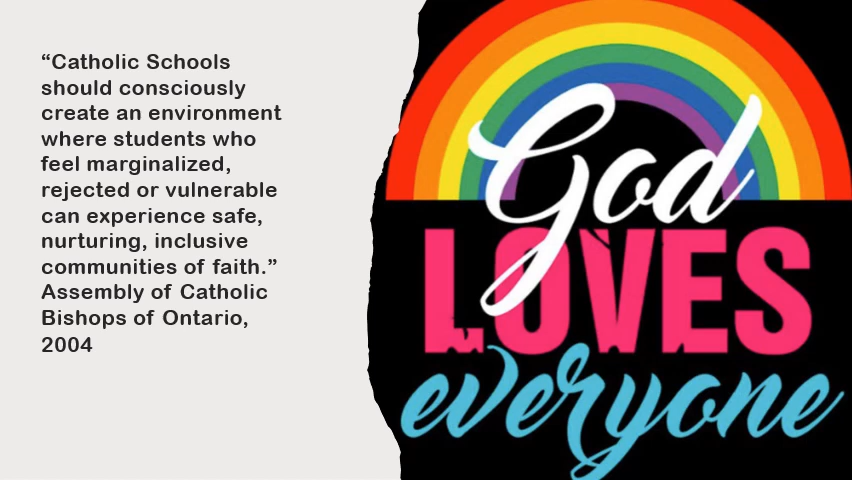 “Catholic Schools
should consciously
create an environment
where students who
feel marginalized,
rejected or vulnerable
can experience safe,
nurturing, inclusive
communities of faith.”
Assembly of Catholic
Bishops of Ontario,
2004
God
LOVES
everyone